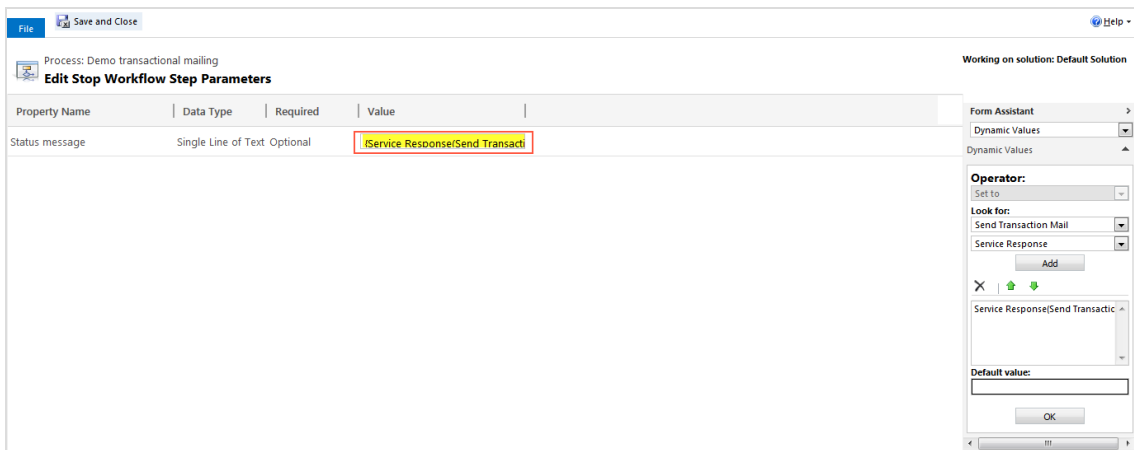 File
Save and Close
Help
Process: Demo transactional mailing
Edit Stop Workflow Step Parameters
Working on solution: Default Solution
Property Name Data Type Required Value
Status message Single Line of Text Optional {Service Response(Send Transacti
Form Assistant
Dynamic Values
Dynamic Values
Operator:
Set to
Look for:
Send Transaction Mail
Service Response
Add
Service Response(Send Transactic
Default value:
OK